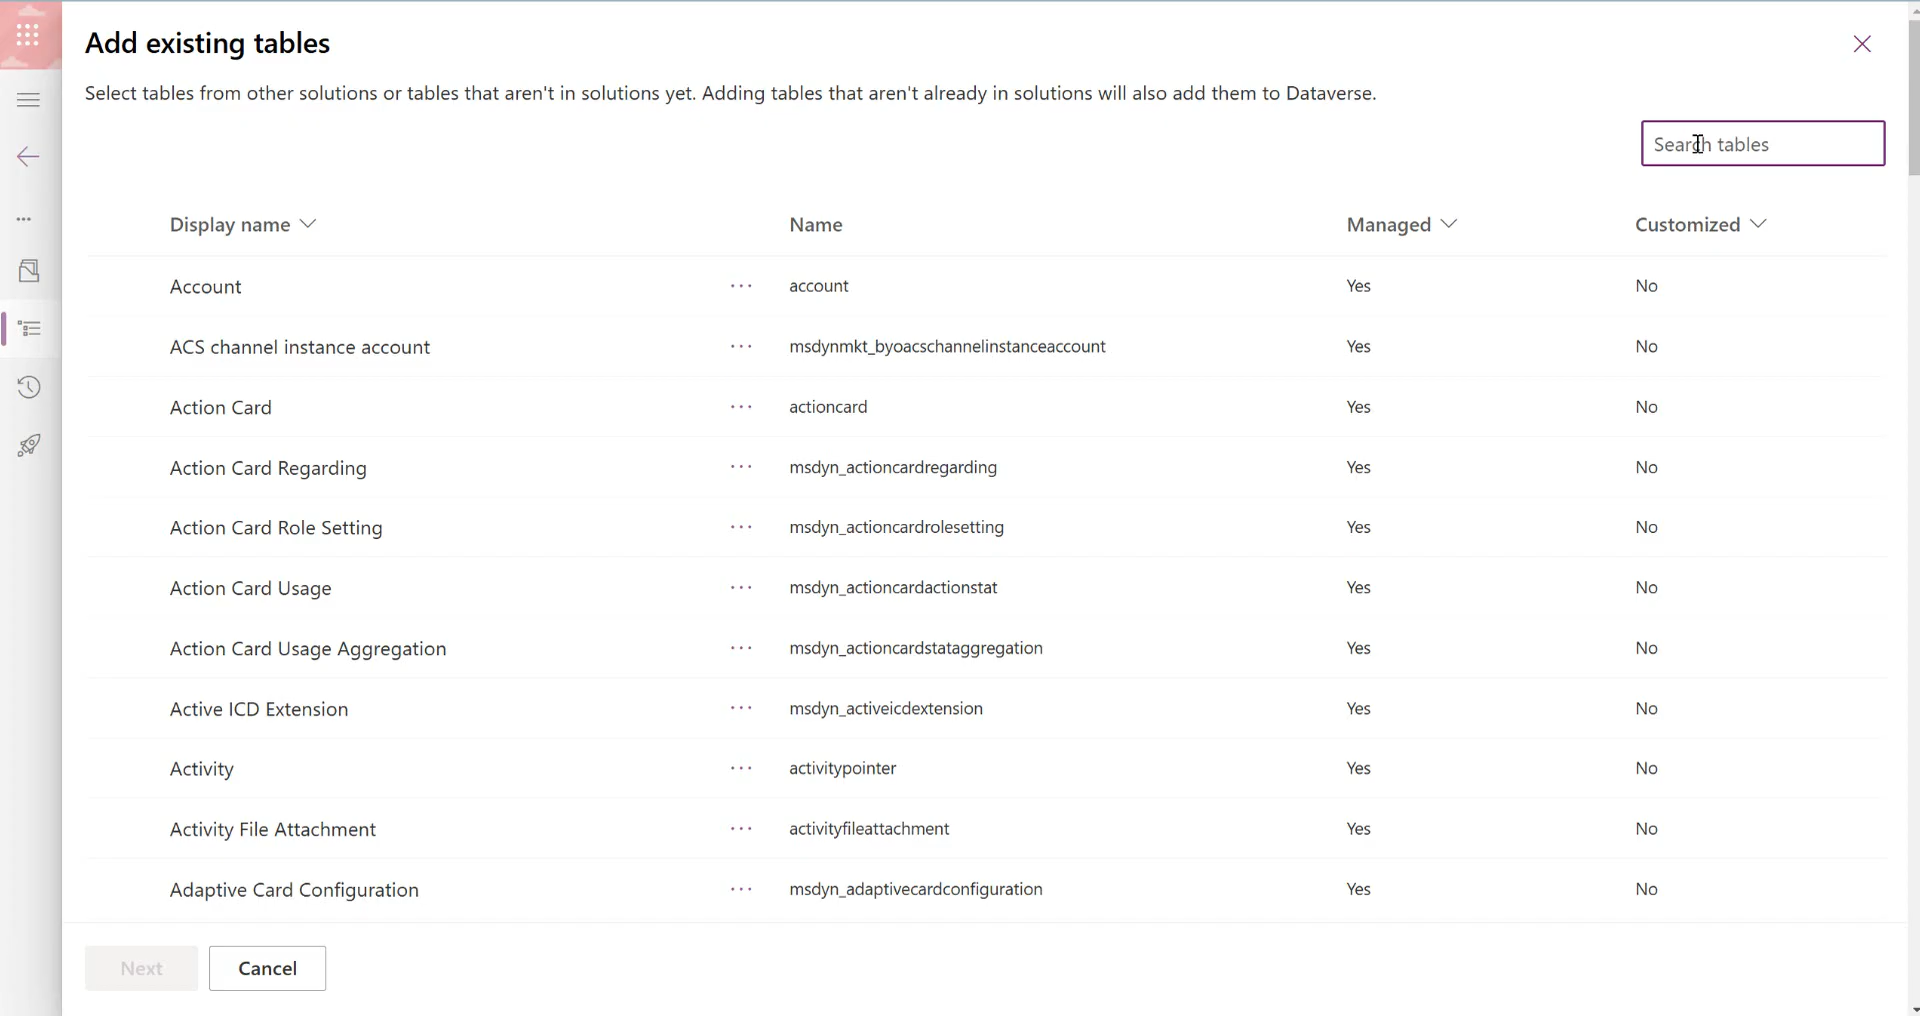 Add existing tables
Select tables from other solutions or tables that aren't in solutions yet. Adding tables that aren't already in solutions will also add them to Dataverse.
Search tables
Display name Name Managed Customized
Account ... account Yes No
ACS channel instance account ... msdynmkt_byoacschannelinstanceaccount Yes No
Action Card ... actioncard Yes No
Action Card Regarding ... msdyn_actioncardregarding Yes No
Action Card Role Setting ... msdyn_actioncardrolesetting Yes No
Action Card Usage ... msdyn_actioncardactionstat Yes No
Action Card Usage Aggregation ... msdyn_actioncardstataggregation Yes No
Active ICD Extension ... msdyn_activeicdextension Yes No
Activity ... activitypointer Yes No
Activity File Attachment ... activityfileattachment Yes No
Adaptive Card Configuration ... msdyn_adaptivecardconfiguration Yes No
Next Cancel